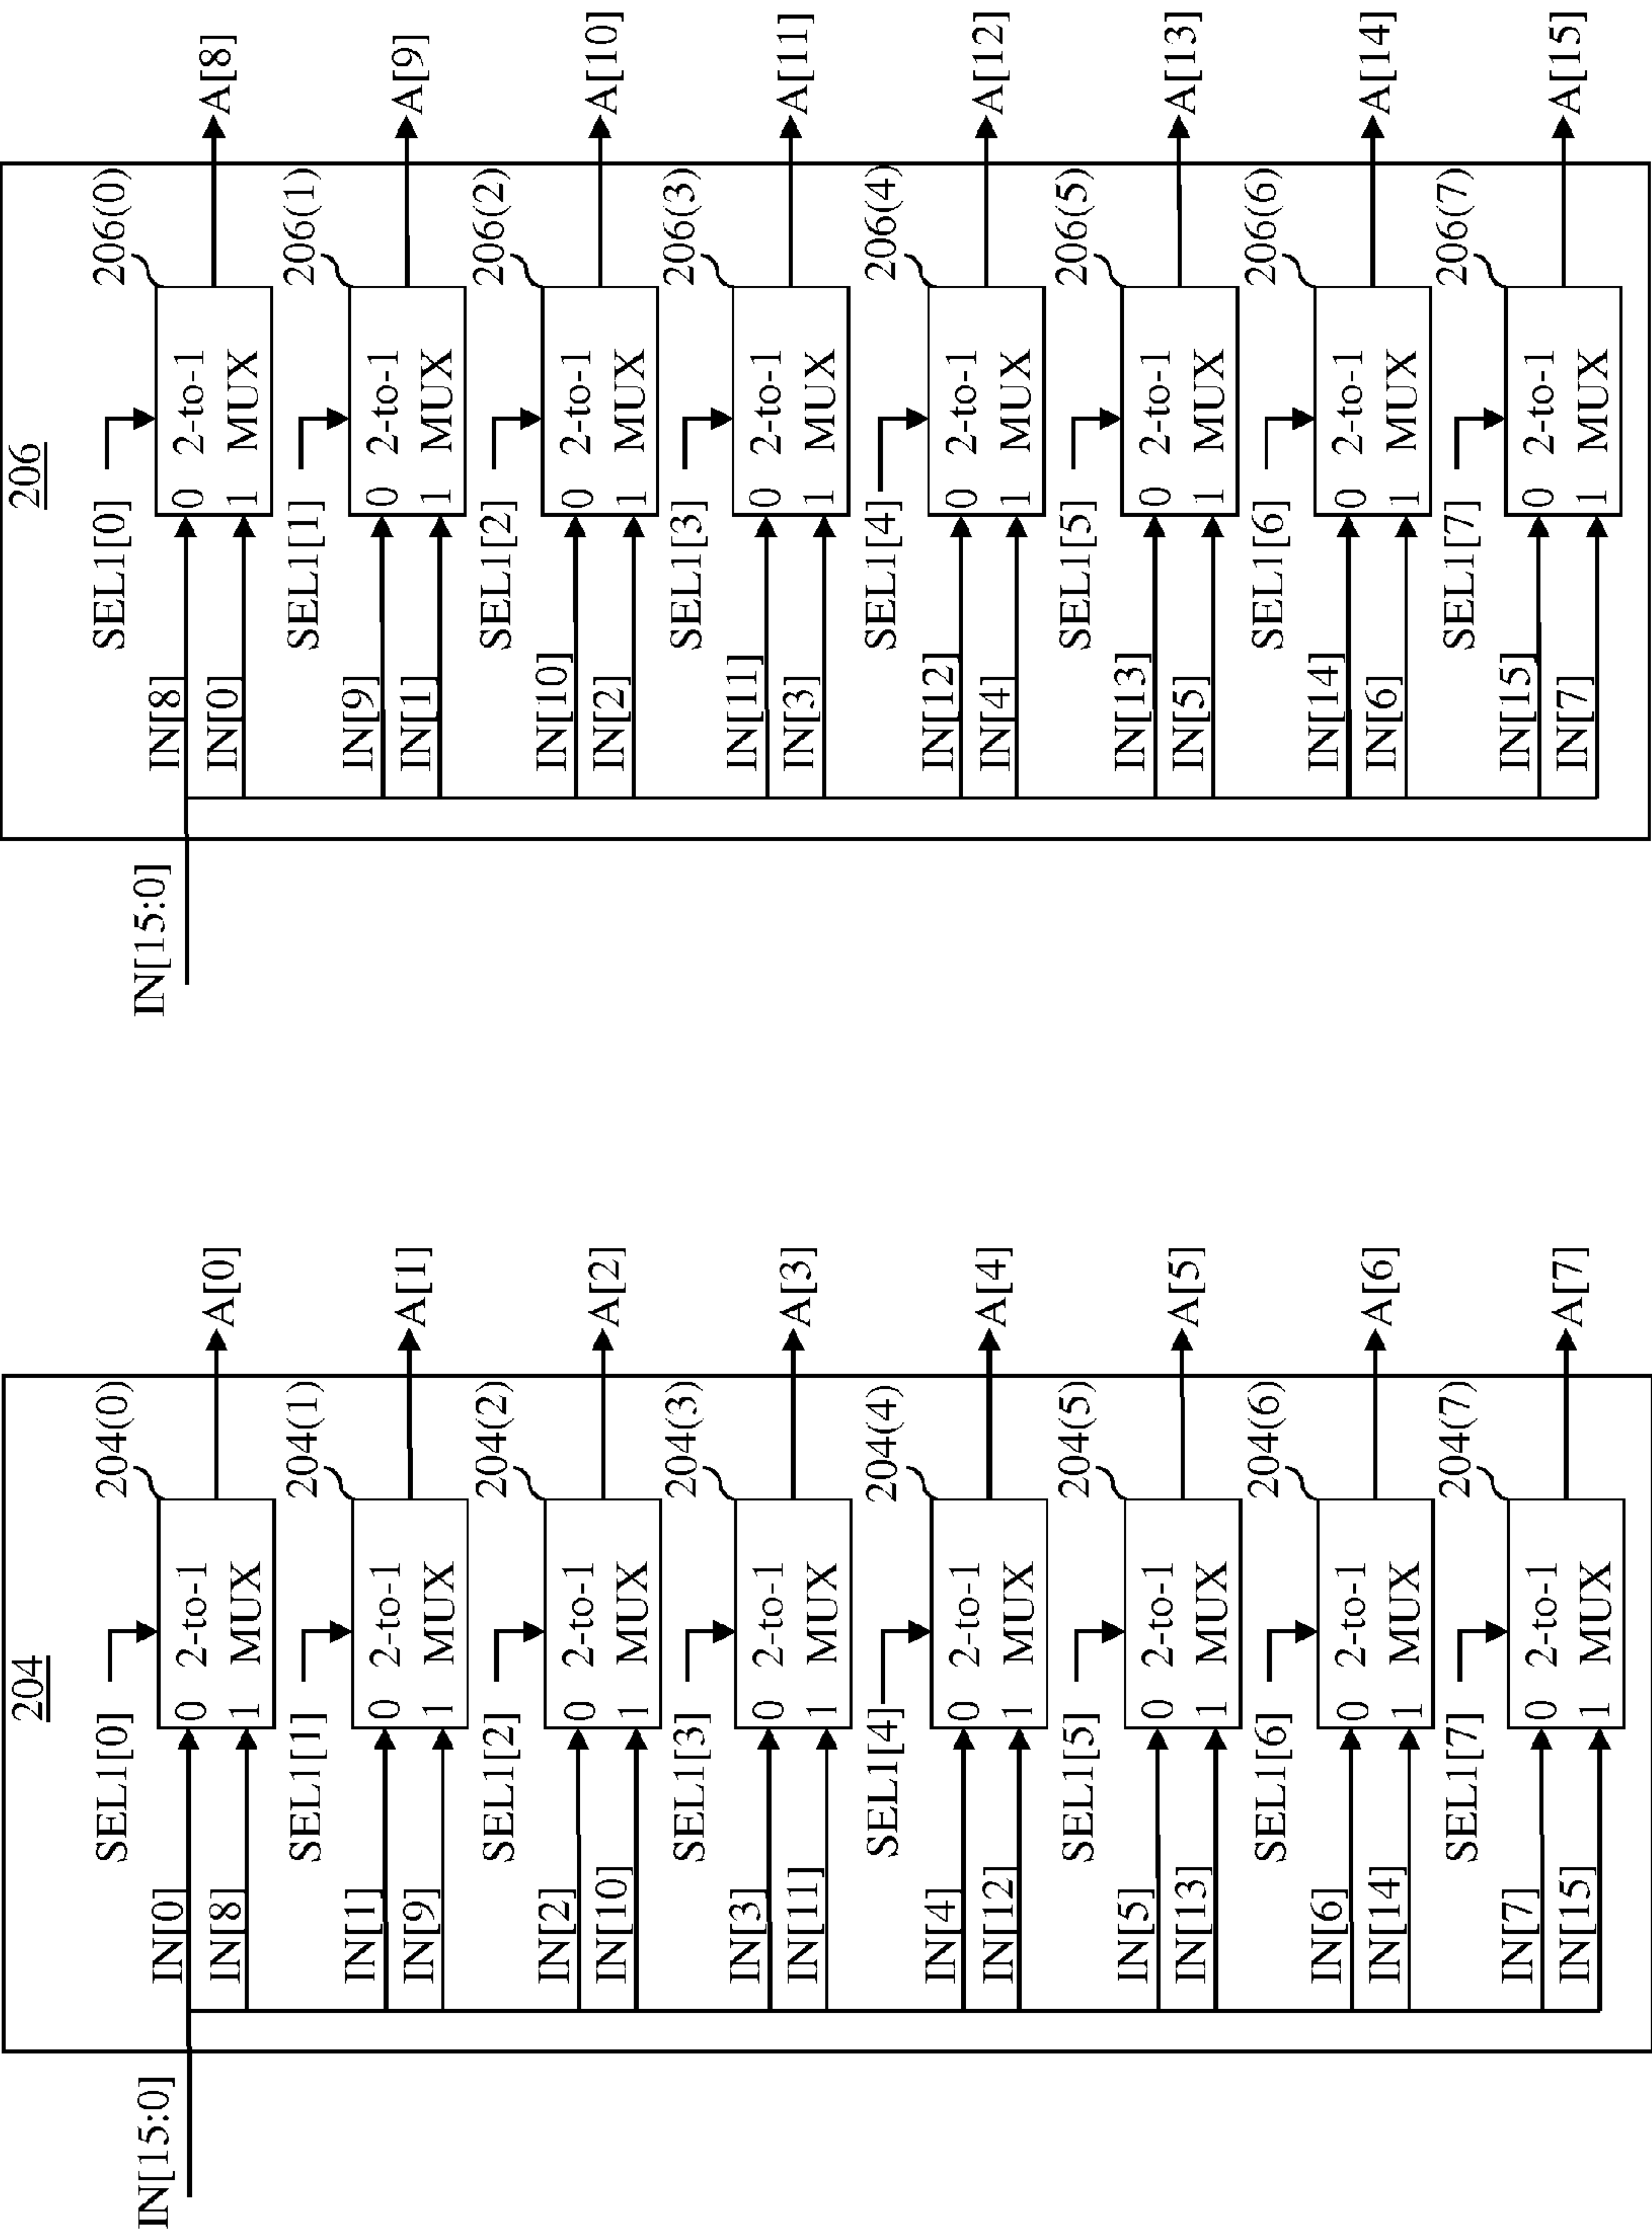 204
IN[15:0]
SEL1[0]
204(0)
IN[0]
0 2-to-1
A[0]
IN[8]
1 MUX
SEL1[1]
204(1)
IN[1]
0 2-to-1
A[1]
IN[9]
1 MUX
SEL1[2]
204(2)
IN[2]
0 2-to-1
A[2]
IN[10]
1 MUX
SEL1[3]
204(3)
IN[3]
0 2-to-1
A[3]
IN[11]
1 MUX
SEL1[4]
204(4)
IN[4]
0 2-to-1
A[4]
IN[12]
1 MUX
SEL1[5]
204(5)
IN[5]
0 2-to-1
A[5]
IN[13]
1 MUX
SEL1[6]
204(6)
IN[6]
0 2-to-1
A[6]
IN[14]
1 MUX
SEL1[7]
204(7)
IN[7]
0 2-to-1
A[7]
IN[15]
1 MUX
206
IN[15:0]
SEL1[0]
206(0)
IN[8]
0 2-to-1
A[8]
IN[0]
1 MUX
SEL1[1]
206(1)
IN[9]
0 2-to-1
A[9]
IN[1]
1 MUX
SEL1[2]
206(2)
IN[10]
0 2-to-1
A[10]
IN[2]
1 MUX
SEL1[3]
206(3)
IN[11]
0 2-to-1
A[11]
IN[3]
1 MUX
SEL1[4]
206(4)
IN[12]
0 2-to-1
A[12]
IN[4]
1 MUX
SEL1[5]
206(5)
IN[13]
0 2-to-1
A[13]
IN[5]
1 MUX
SEL1[6]
206(6)
IN[14]
0 2-to-1
A[14]
IN[6]
1 MUX
SEL1[7]
206(7)
IN[15]
0 2-to-1
A[15]
IN[7]
1 MUX